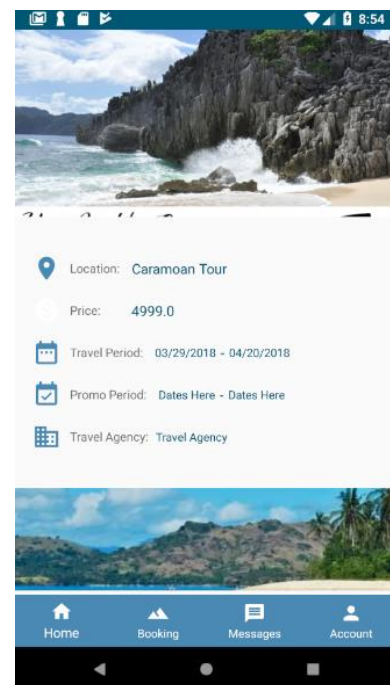 8:54
Location: Caramoan Tour
Price: 4999.0
Travel Period: 03/29/2018 - 04/20/2018
Promo Period: Dates Here - Dates Here
Travel Agency: Travel Agency
Home Booking Messages Account